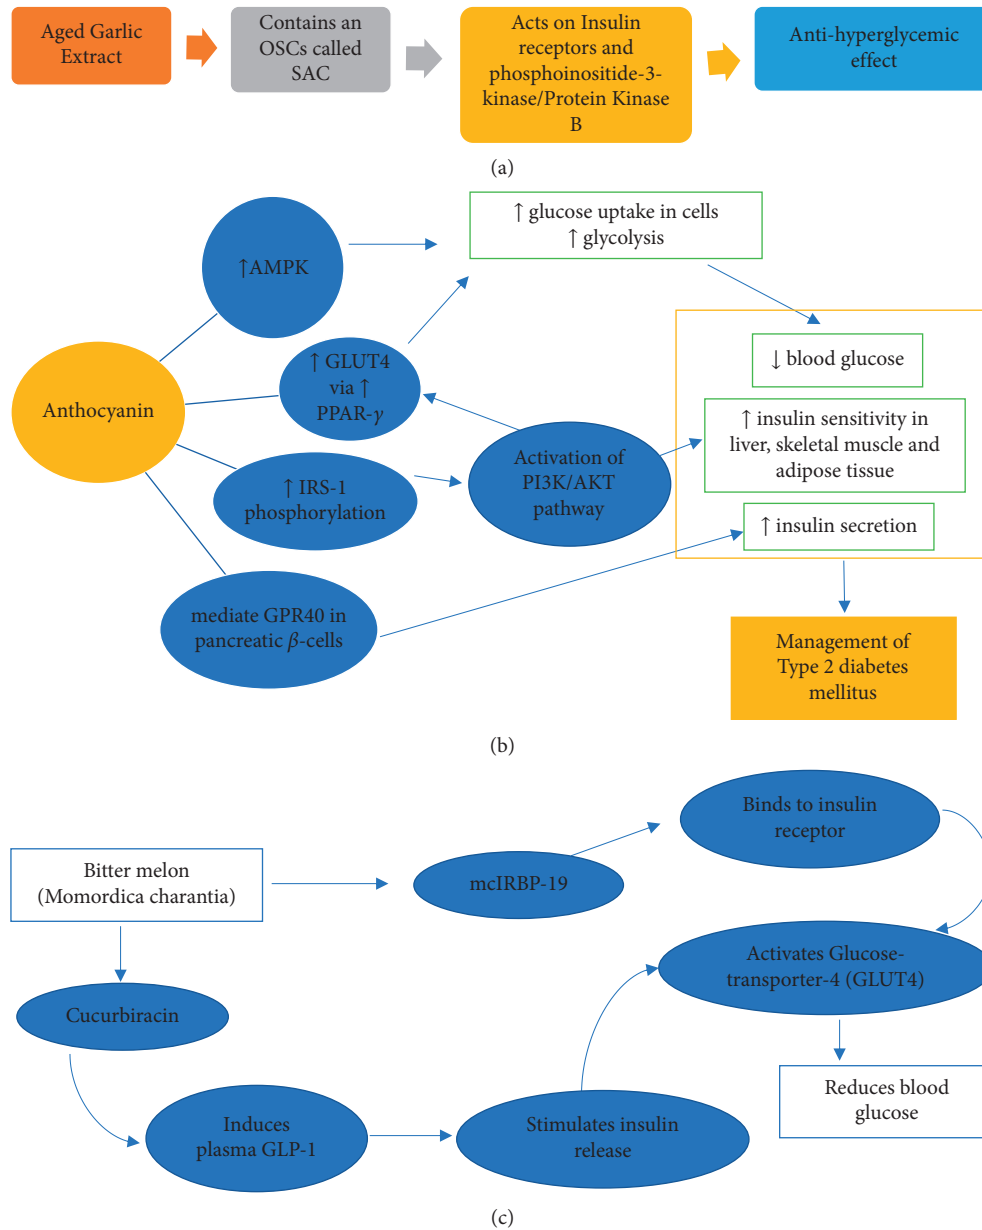 Aged Garlic
Extract
Contains an
OSCs called
SAC
Acts on Insulin
receptors and
phosphoinositide-3-
kinase/Protein Kinase
B
Anti-hyperglycemic
effect
(a)
↑AMPK
↑ glucose uptake in cells
↑ glycolysis
Anthocyanin
↑ GLUT4
via ↑
PPAR-γ
↓ blood glucose
↑ insulin sensitivity in
liver, skeletal muscle and
adipose tissue
↑ IRS-1
phosphorylation
Activation of
PI3K/AKT
pathway
↑ insulin secretion
mediate GPR40 in
pancreatic β-cells
Management of
Type 2 diabetes
mellitus
(b)
Bitter melon
(Momordica charantia)
mcIRBP-19
Binds to insulin
receptor
Activates Glucose-
transporter-4 (GLUT4)
Cucurbiracin
Induces
plasma GLP-1
Stimulates insulin
release
Reduces blood
glucose
(c)